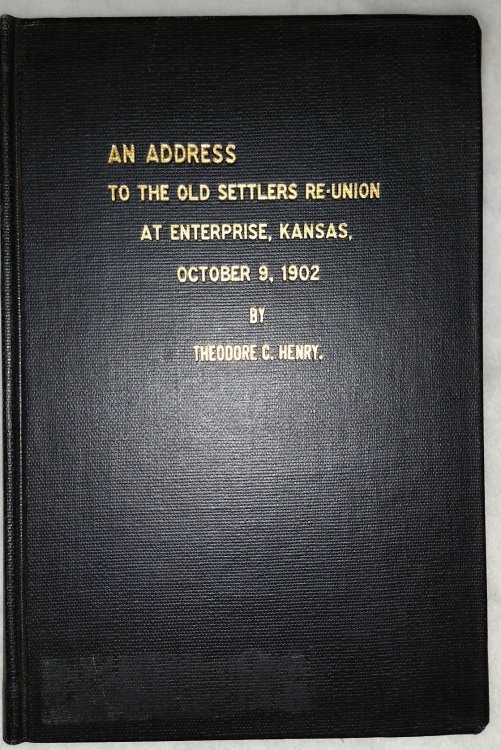 AN ADDRESS
TO THE OLD SETTLERS RE-UNION
AT ENTERPRISE, KANSAS,
OCTOBER 9, 1902
BY
THEODORE C. HENRY.